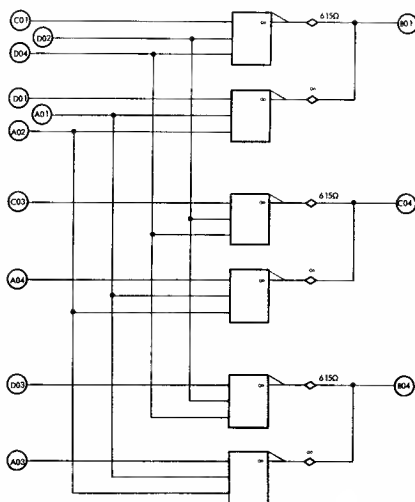 C01
615Ω
B01
D02
∞
D04
D01
∞
∞
A01
A02
615Ω
C03
∞
C04
∞
A04
∞
615Ω
D03
∞
B04
∞
A03
∞